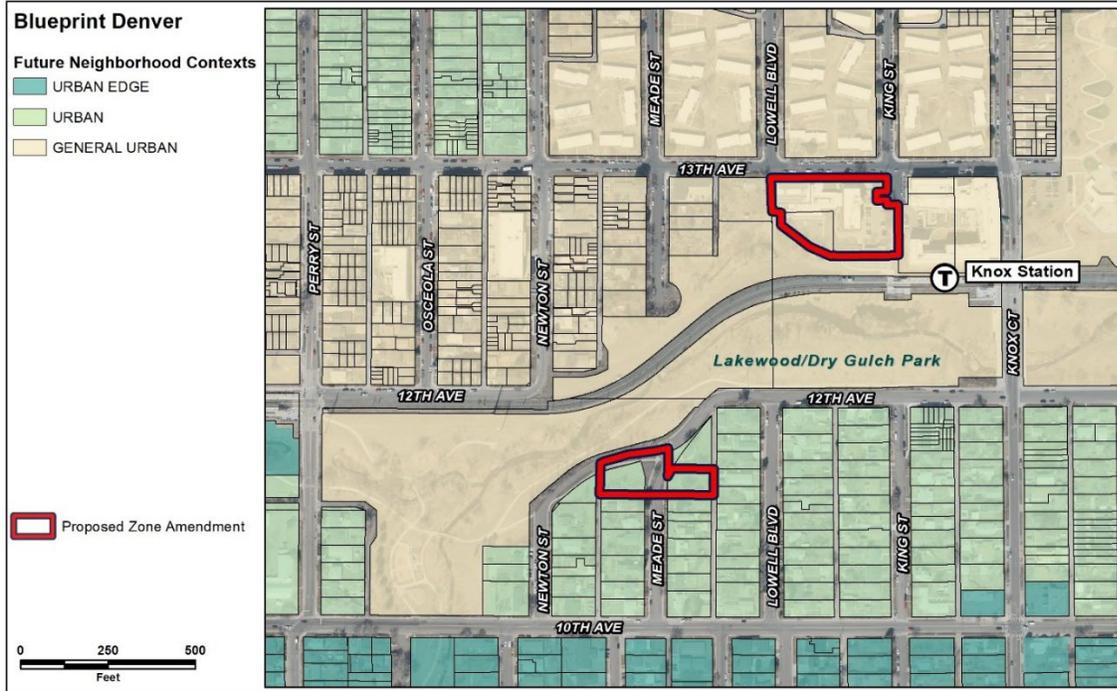 Blueprint Denver
Future Neighborhood Contexts
URBAN EDGE
URBAN
GENERAL URBAN
MEADE ST
LOWELL BLVD
KING ST
13TH AVE
PERRY ST
OSCEOLA ST
NEWTON ST
T
Knox Station
KNOX CT
Lakewood/Dry Gulch Park
12TH AVE
12TH AVE
Proposed Zone Amendment
NEWTON ST
MEADE ST
LOWELL BLVD
KING ST
10TH AVE
0 250 500
Feet